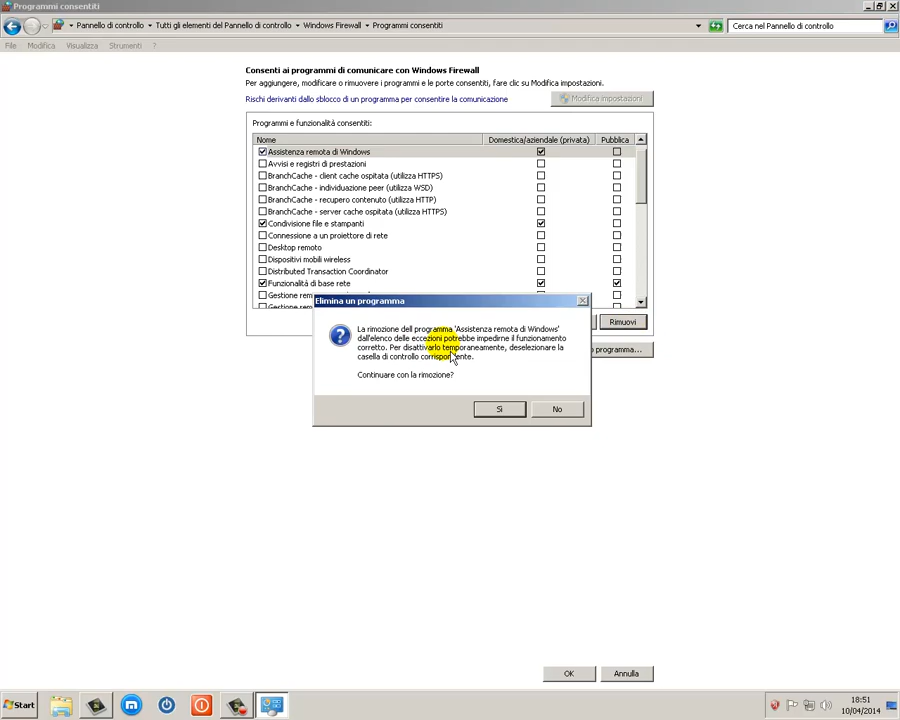 Programmi consentiti
Pannello di controllo
Tutti gli elementi del Pannello di controllo
Windows Firewall
Programmi consentiti
Cerca nel Pannello di controllo
File
Modifica
Visualizza
Strumenti
?
Consenti ai programmi di comunicare con Windows Firewall
Per aggiungere, modificare o rimuovere i programmi e le porte consentiti, fare clic su Modifica impostazioni.
Rischi derivanti dallo sblocco di un programma per consentire la comunicazione
Modifica impostazioni
Programmi e funzionalità consentiti:
Nome
Domestica/aziendale (privata)
Pubblica
Assistenza remota di Windows
Avvisi e registri di prestazioni
BranchCache - client cache ospitata (utilizza HTTPS)
BranchCache - individuazione peer (utilizza WSD)
BranchCache - recupero contenuto (utilizza HTTP)
BranchCache - server cache ospitata (utilizza HTTPS)
Condivisione file e stampanti
Connessione a un proiettore di rete
Desktop remoto
Dispositivi mobili wireless
Distributed Transaction Coordinator
Funzionalità di base rete
Gestione
Gestione
Elimina un programma
La rimozione dell programma 'Assistenza remota di Windows'
dall'elenco delle eccezioni potrebbe impedirne il funzionamento
corretto. Per disattivarlo temporaneamente, deselezionare la
casella di controllo corrispondente.
Continuare con la rimozione?
Sì
No
Rimuovi
programma...
OK
Annulla
Start
18:51
10/04/2014